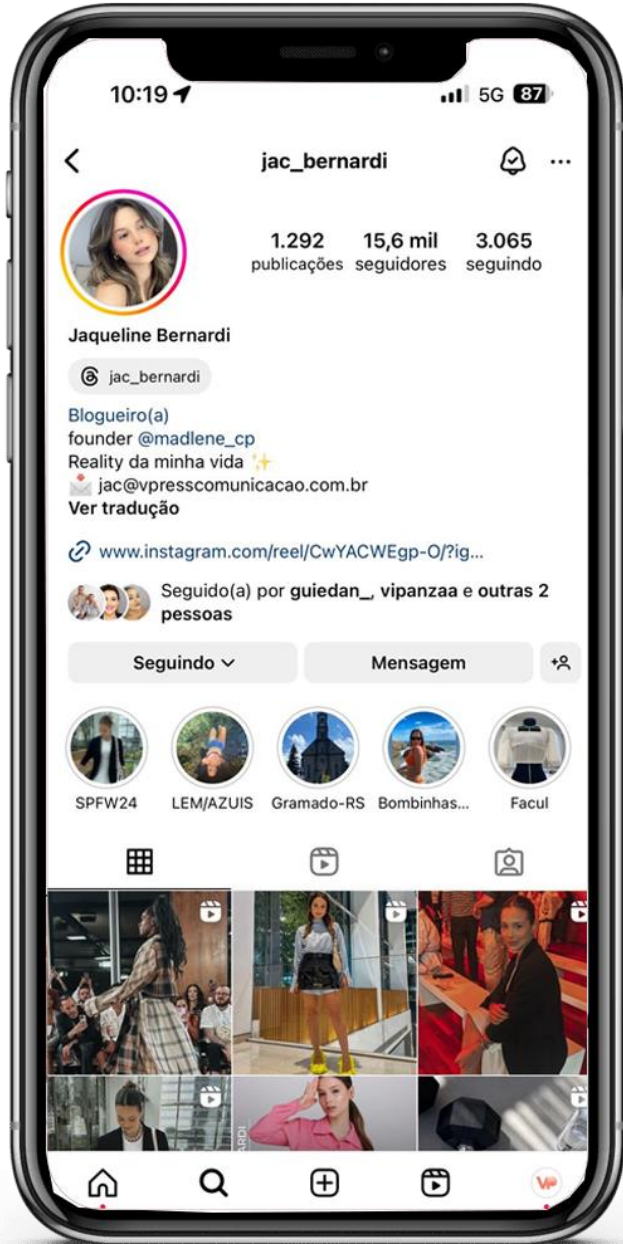 10:19
5G 87
jac_bernardi
1.292 15,6 mil 3.065
publicações seguidores seguindo
Jaqueline Bernardi
jac_bernardi
Blogueiro(a)
founder @madlene_cp
Reality da minha vida ✨
📩 jac@vpresscomunicacao.com.br
Ver tradução
www.instagram.com/reel/CwYACWEgp-O/?ig...
Seguido(a) por guiedan_, vipanzaa e outras 2
pessoas
Seguindo Mensagem
SPFW24 LEM/AZUIS Gramado-RS Bombinhas... Facul
VP